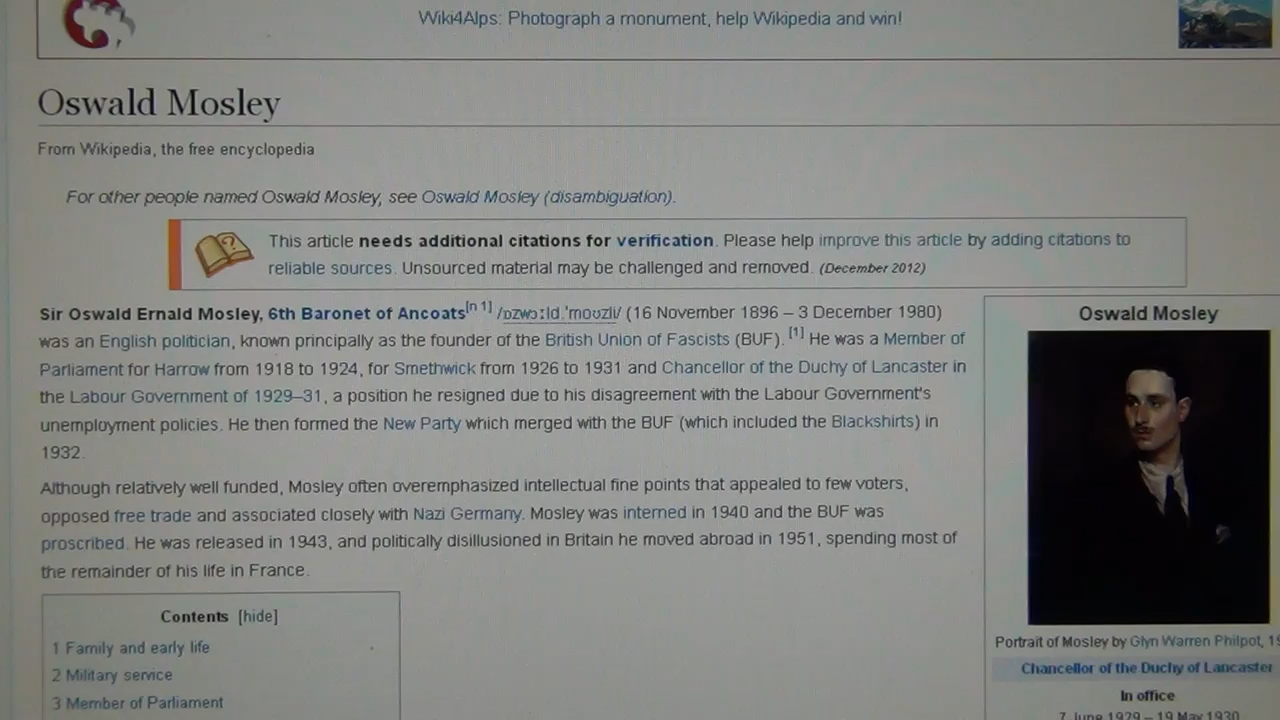 Wiki4Alps: Photograph a monument, help Wikipedia and win!
Oswald Mosley
From Wikipedia, the free encyclopedia
For other people named Oswald Mosley, see Oswald Mosley (disambiguation).
This article needs additional citations for verification. Please help improve this article by adding citations to
reliable sources. Unsourced material may be challenged and removed. (December 2012)
Sir Oswald Ernald Mosley, 6th Baronet of Ancoats[n 1] /ɒzwɔːld.ˈmoʊzli/ (16 November 1896 – 3 December 1980)
was an English politician, known principally as the founder of the British Union of Fascists (BUF). [1] He was a Member of
Parliament for Harrow from 1918 to 1924, for Smethwick from 1926 to 1931 and Chancellor of the Duchy of Lancaster in
the Labour Government of 1929–31, a position he resigned due to his disagreement with the Labour Government's
unemployment policies. He then formed the New Party which merged with the BUF (which included the Blackshirts) in
1932.
Although relatively well funded, Mosley often overemphasized intellectual fine points that appealed to few voters,
opposed free trade and associated closely with Nazi Germany. Mosley was interned in 1940 and the BUF was
proscribed. He was released in 1943, and politically disillusioned in Britain he moved abroad in 1951, spending most of
the remainder of his life in France.
Contents [hide]
1 Family and early life
2 Military service
3 Member of Parliament
Oswald Mosley
Portrait of Mosley by Glyn Warren Philpot, 19
Chancellor of the Duchy of Lancaster
In office
7 June 1929 – 19 May 1930